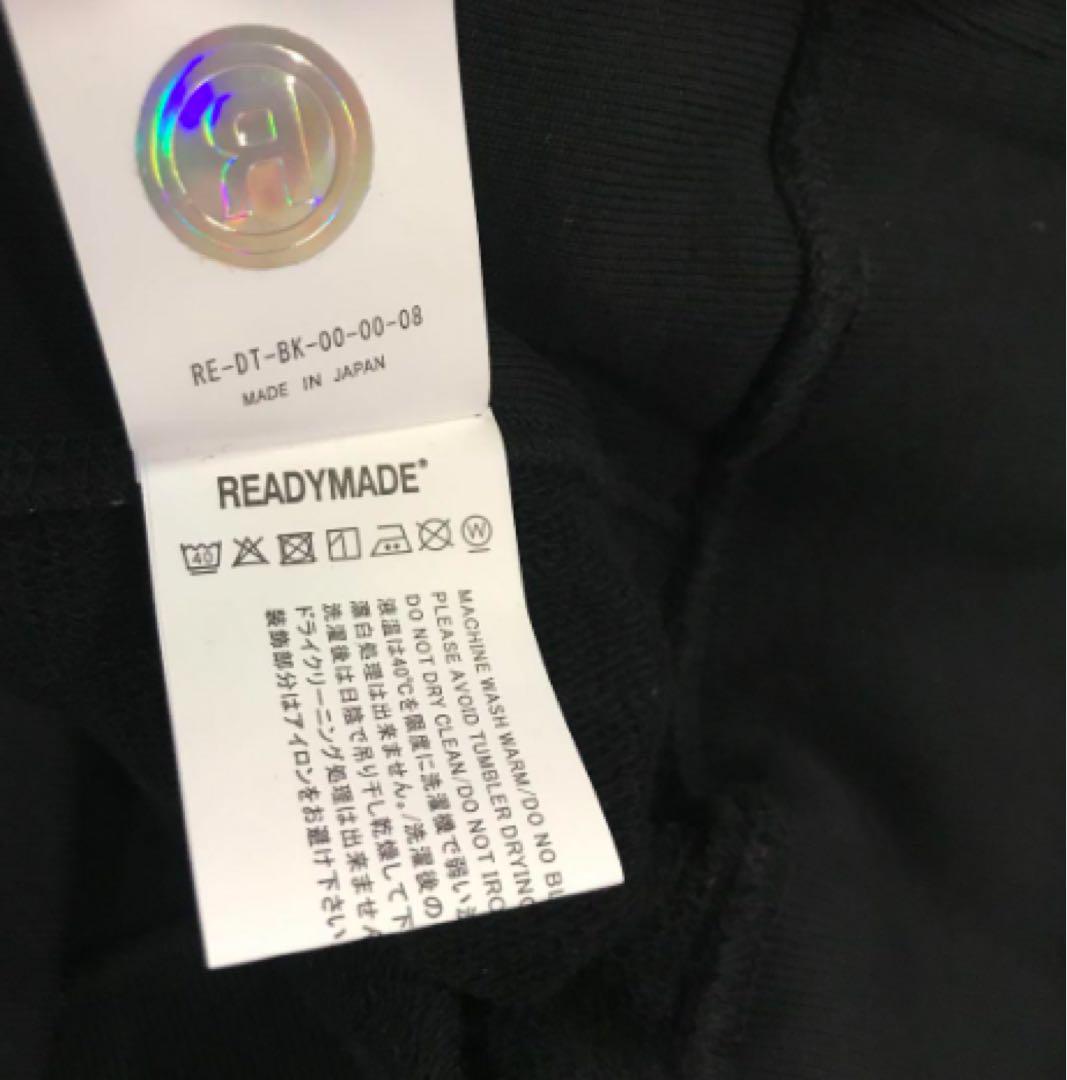 R
RE-DT-BK-00-00-08
MADE IN JAPAN
READYMADE®
40 W
MACHINE WASH WARM/DO NO
PLEASE AVOID TUMBLER DRYING
DO NOT DRY CLEAN/DO NOT
液温は40℃を限度に洗濯機で弱い
漂白処理は出来ません。/洗濯後の
洗濯後は日陰で吊り干し乾燥して下
ドライクリーニング処理は出来ません
装飾部分はアイロンをお避け下さい